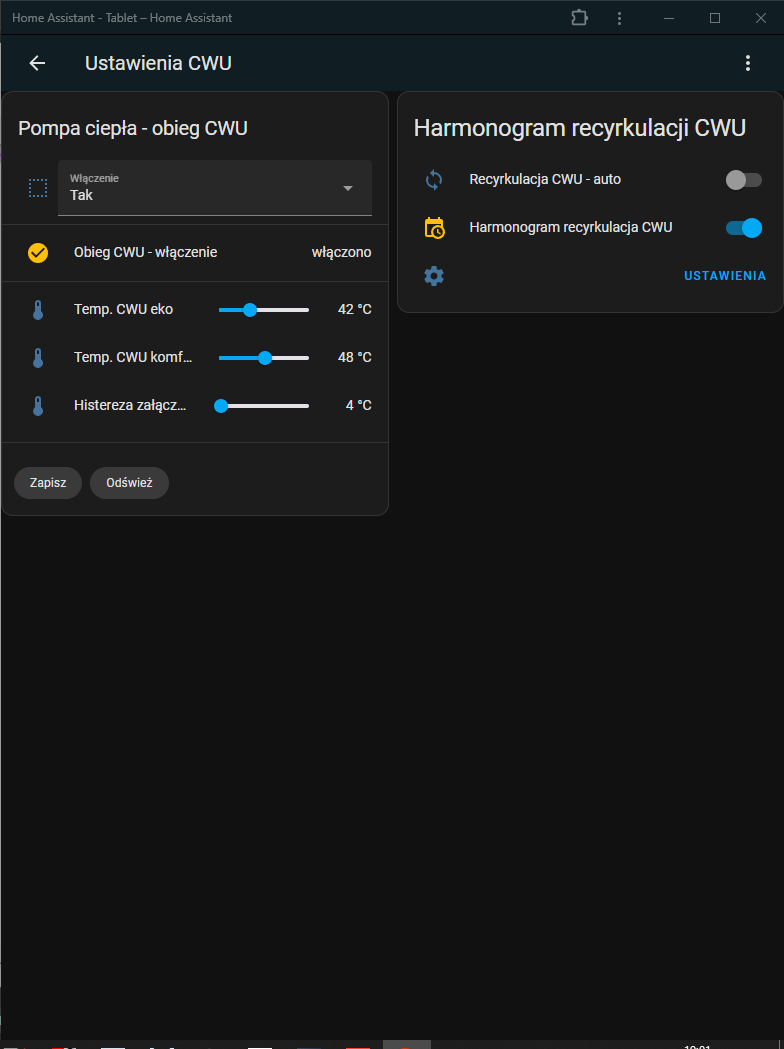 Home Assistant - Tablet – Home Assistant
Ustawienia CWU
Pompa ciepła - obieg CWU
Włączenie
Tak
Obieg CWU - włączenie włączono
Temp. CWU eko 42 °C
Temp. CWU komf... 48 °C
Histereza załącz... 4 °C
Zapisz Odśwież
Harmonogram recyrkulacji CWU
Recyrkulacja CWU - auto
Harmonogram recyrkulacja CWU
USTAWIENIA